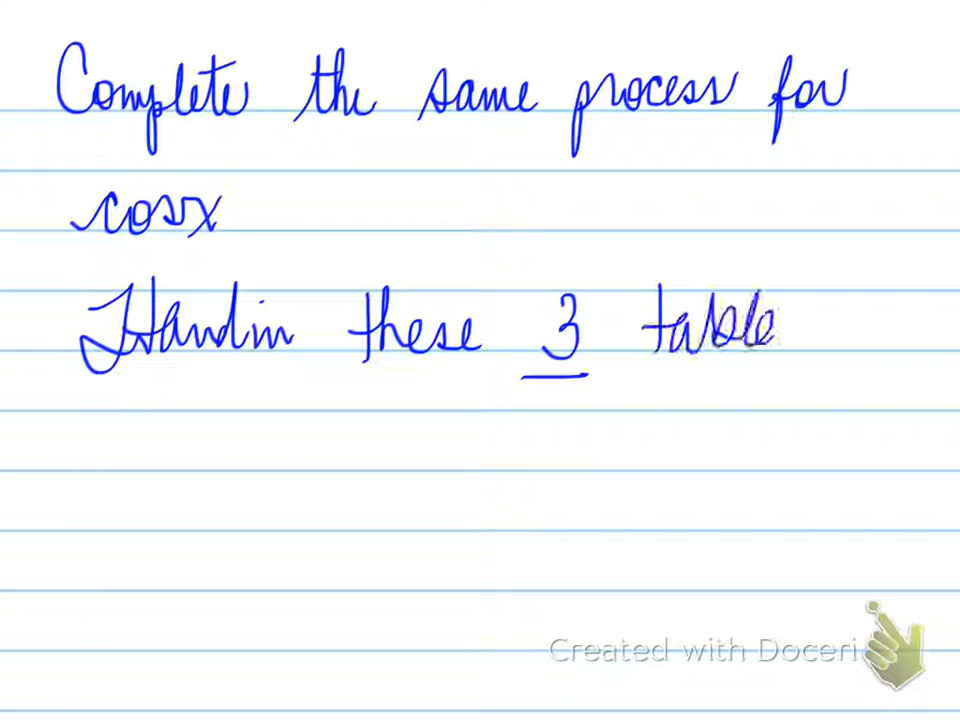 Complete the same process for
cosx
Handin these 3 table
Created with Doceri